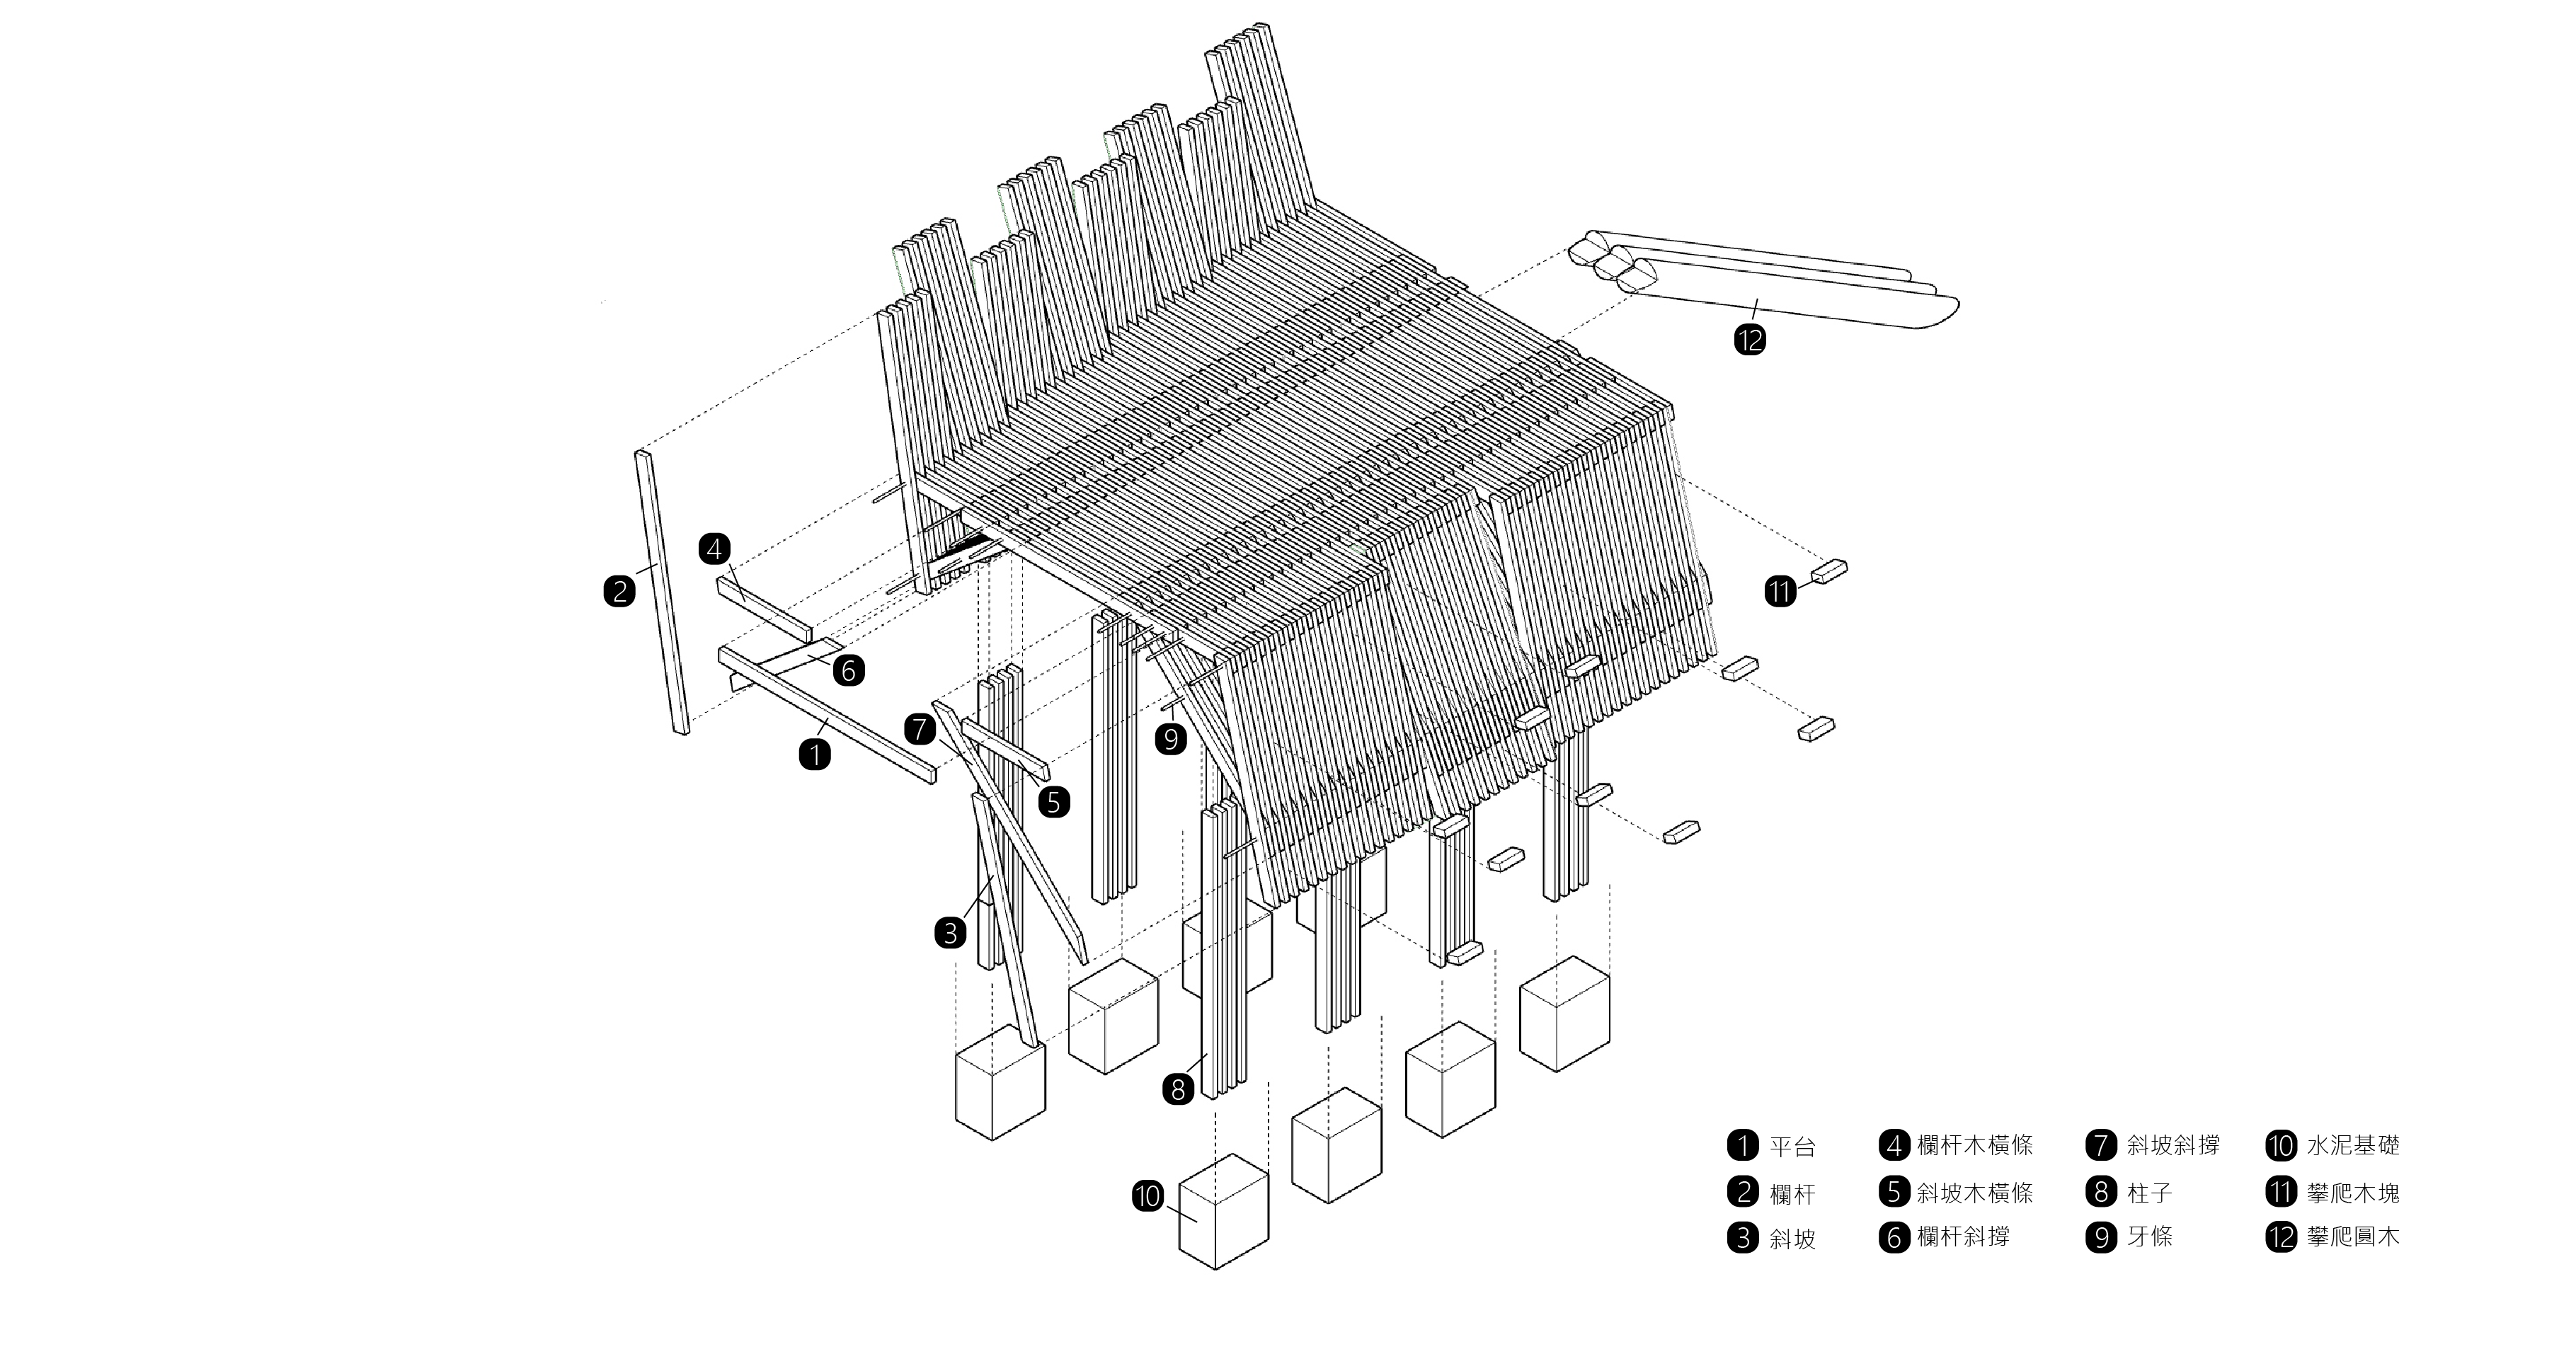 12
4
11
2
6
7
9
1
5
3
8
10
1 平台
4 欄杆木橫條
7 斜坡斜撐
10 水泥基礎
2 欄杆
5 斜坡木橫條
8 柱子
11 攀爬木塊
3 斜坡
6 欄杆斜撐
9 牙條
12 攀爬圓木